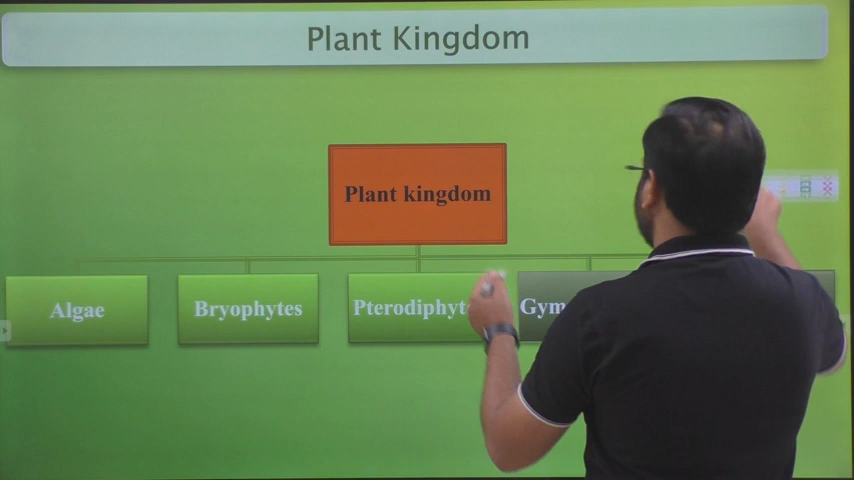 Plant Kingdom
Plant kingdom
Algae
Bryophytes
Pterodiphyt
Gym